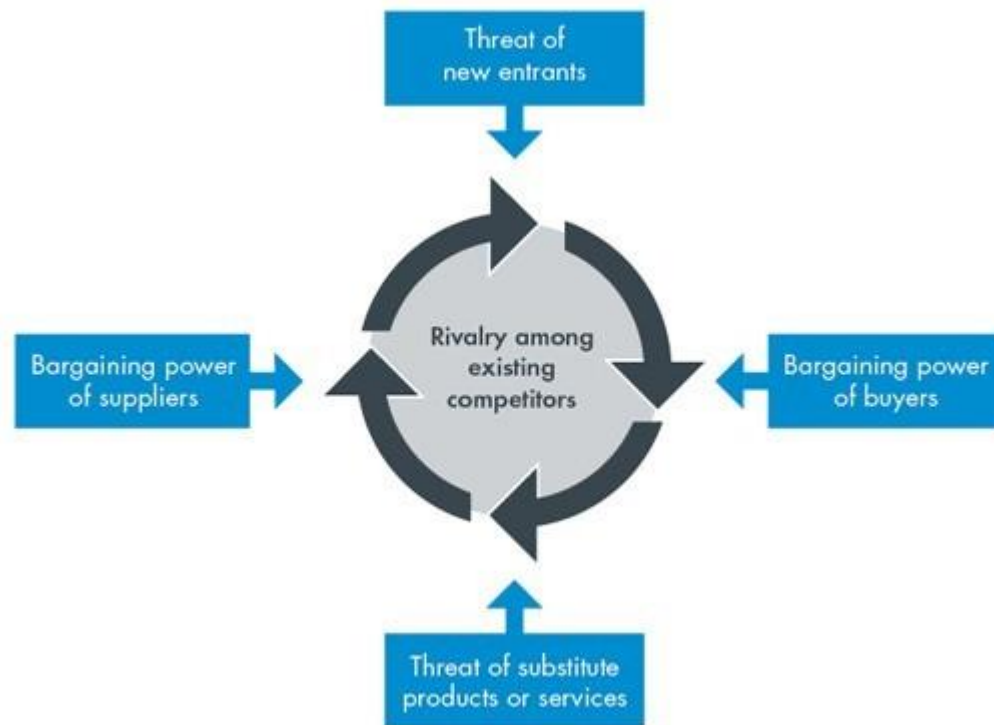 Threat of
new entrants
Bargaining power
of suppliers
Rivalry among
existing
competitors
Bargaining power
of buyers
Threat of substitute
products or services